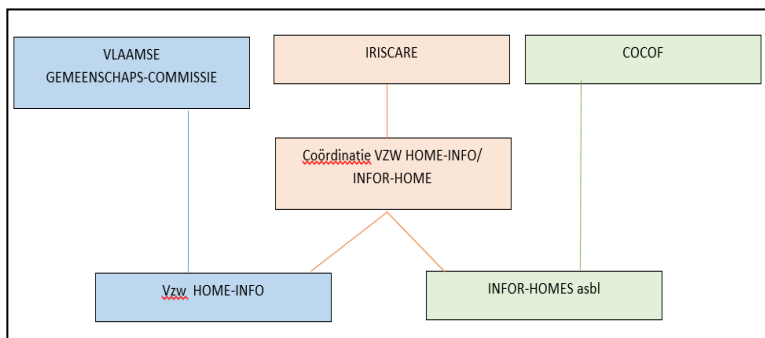 VLAAMSE
GEMEENSCHAPS-COMMISSIE
IRISCARE
COCOF
Coördinatie VZW HOME-INFO/
INFOR-HOME
Vzw HOME-INFO
INFOR-HOMES asbl